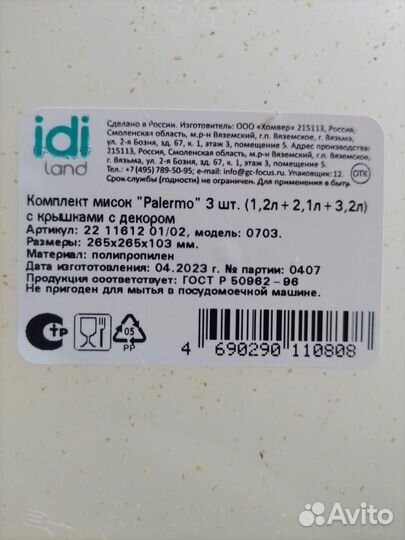 idi
land
Сделано в России. Изготовитель: ООО «Хомвер» 215113, Россия,
Смоленская область, м.р-н Вяземский, г.п. Вяземское, г. Вязьма,
ул. 2-я Бозня, зд. 67, к. 1, этаж 3, помещение 5. Адрес производства:
215113, Россия, Смоленская область, м.р-н Вяземский, г.п. Вяземское,
г. Вязьма, ул. 2-я Бозня, зд. 67, к. 1, этаж 3, помещение 5.
Тел.:+7(495)789-50-95; e-mail: info@gc-focus.ru. Упаковщик: 12.
Срок службы (годности) не ограничен. Для применения в быту.
ОТК
Комплект мисок "Palermo" 3 шт. (1,2л+2,1л+3,2л)
с крышками с декором
Артикул: 22 11612 01/02, модель: 0703.
Размеры: 265х265х103 мм.
Материал: полипропилен
Дата изготовления 04.2023 г. № партии: 0407
Продукция соответствует: ГОСТ Р 50962-96
Не пригоден для мытья в посудомоечной машине.
05
PP
4 690290 110808
Avito